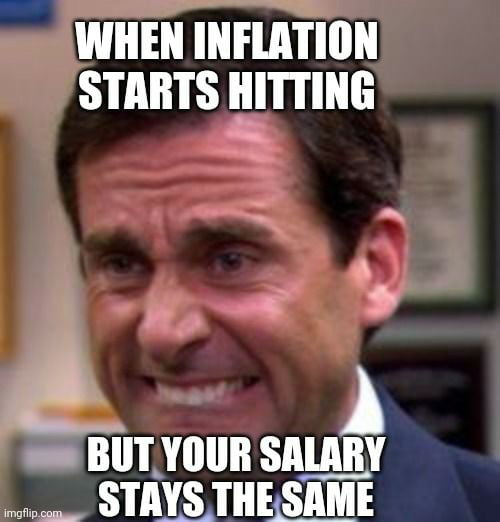 WHEN INFLATION
STARTS HITTING
BUT YOUR SALARY
STAYS THE SAME
imgflip.com